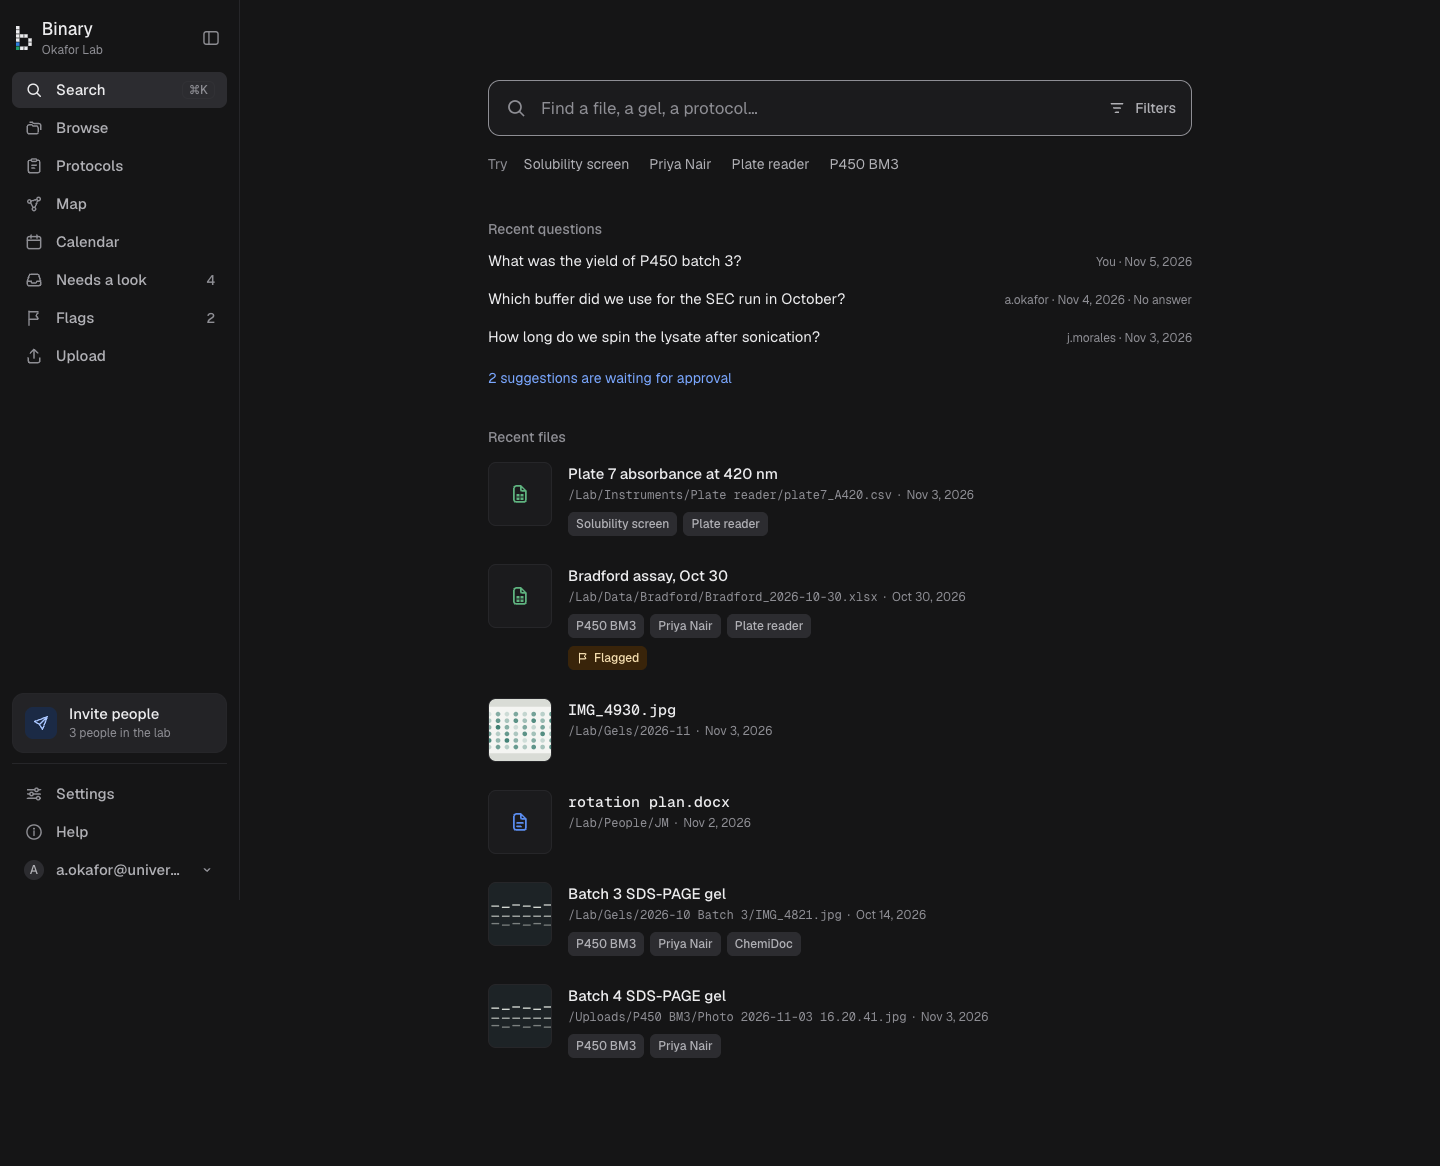 Binary
Okafor Lab
Search ⌘K
Browse
Protocols
Map
Calendar
Needs a look 4
Flags 2
Upload
Invite people
3 people in the lab
Settings
Help
A a.okafor@univer...
Find a file, a gel, a protocol... Filters
Try Solubility screen Priya Nair Plate reader P450 BM3
Recent questions
What was the yield of P450 batch 3? You · Nov 5, 2026
Which buffer did we use for the SEC run in October? a.okafor · Nov 4, 2026 · No answer
How long do we spin the lysate after sonication? j.morales · Nov 3, 2026
2 suggestions are waiting for approval
Recent files
Plate 7 absorbance at 420 nm
/Lab/Instruments/Plate reader/plate7_A420.csv · Nov 3, 2026
Solubility screen Plate reader
Bradford assay, Oct 30
/Lab/Data/Bradford/Bradford_2026-10-30.xlsx · Oct 30, 2026
P450 BM3 Priya Nair Plate reader
Flagged
IMG_4930.jpg
/Lab/Gels/2026-11 · Nov 3, 2026
rotation plan.docx
/Lab/People/JM · Nov 2, 2026
Batch 3 SDS-PAGE gel
/Lab/Gels/2026-10 Batch 3/IMG_4821.jpg · Oct 14, 2026
P450 BM3 Priya Nair ChemiDoc
Batch 4 SDS-PAGE gel
/Uploads/P450 BM3/Photo 2026-11-03 16.20.41.jpg · Nov 3, 2026
P450 BM3 Priya Nair